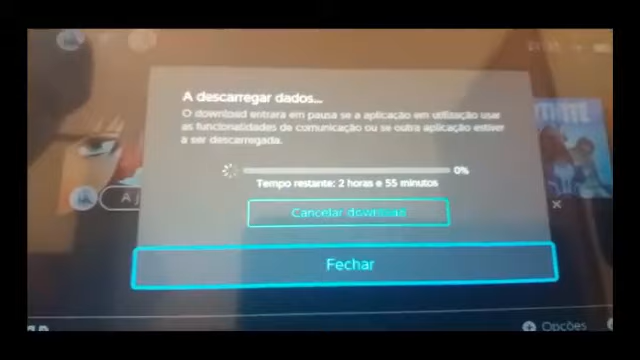 A descarregar dados...
O download entrará em pausa se a aplicação em utilização usar
as funcionalidades de comunicação ou se outra aplicação estiver
a ser descarregada.
0%
Tempo restante: 2 horas e 55 minutos
Cancelar download
Fechar
Opções